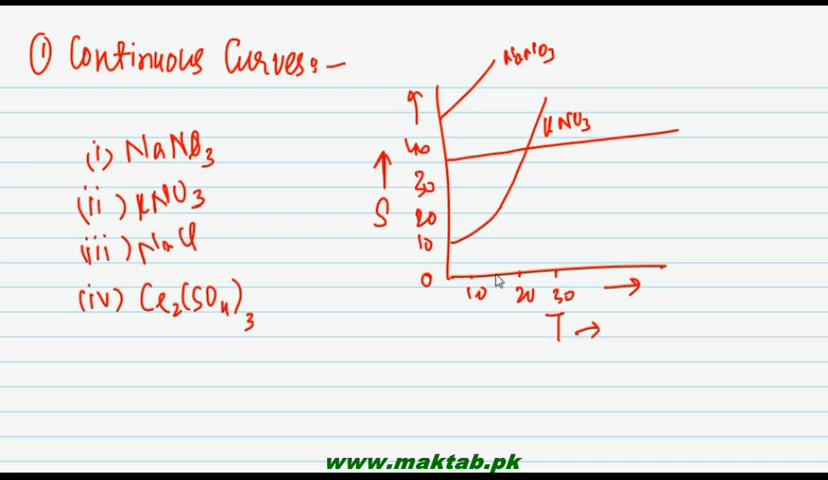 ① Continuous Curves:-
(i) NaNO3
(ii) KNO3
(iii) NaCl
(iv) Ce2(SO4)3
NaNO3
KNO3
40
30
20
10
0
S
10 20 30
T
www.maktab.pk